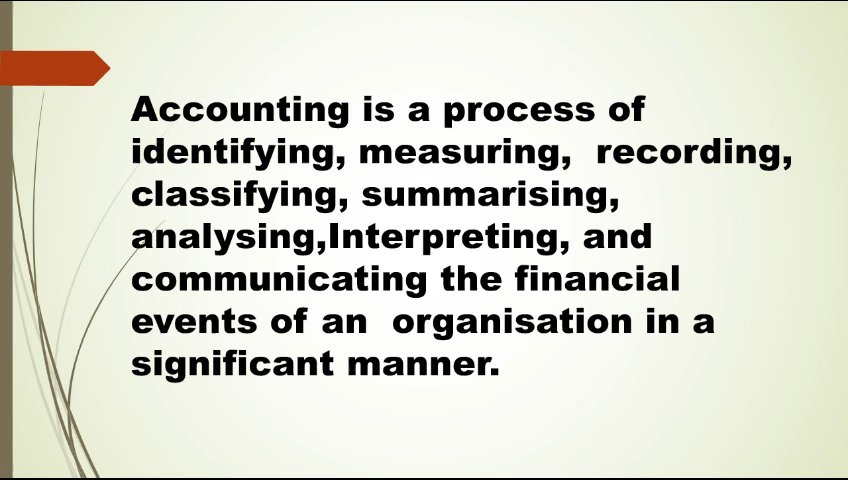 Accounting is a process of
identifying, measuring,  recording,
classifying, summarising,
analysing,Interpreting, and
communicating the financial
events of an  organisation in a
significant manner.